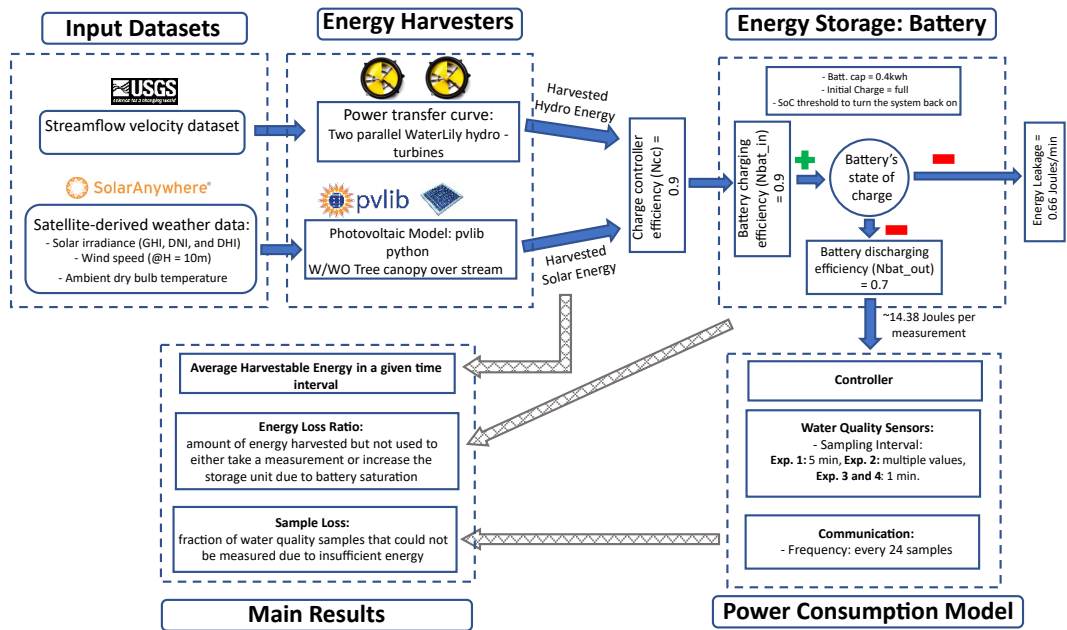 Input Datasets
USGS
science for a changing world
Streamflow velocity dataset
SolarAnywhere®
Satellite-derived weather data:
- Solar irradiance (GHI, DNI, and DHI)
- Wind speed (@H = 10m)
- Ambient dry bulb temperature
Energy Harvesters
Power transfer curve:
Two parallel WaterLily hydro -
turbines
pvlib
Photovoltaic Model: pvlib
python
W/WO Tree canopy over stream
Harvested
Hydro Energy
Harvested
Solar Energy
Charge controller
efficiency (Ncc) =
0.9
Energy Storage: Battery
- Batt. cap = 0.4kwh
- Initial Charge = full
- SoC threshold to turn the system back on
Battery charging
efficiency (Nbat_in)
= 0.9
Battery's
state of
charge
Battery discharging
efficiency (Nbat_out)
= 0.7
Energy Leakage =
0.66 Joules/min
~14.38 Joules per
measurement
Average Harvestable Energy in a given time
interval
Energy Loss Ratio:
amount of energy harvested but not used to
either take a measurement or increase the
storage unit due to battery saturation
Sample Loss:
fraction of water quality samples that could not
be measured due to insufficient energy
Main Results
Controller
Water Quality Sensors:
- Sampling Interval:
Exp. 1: 5 min, Exp. 2: multiple values,
Exp. 3 and 4: 1 min.
Communication:
- Frequency: every 24 samples
Power Consumption Model